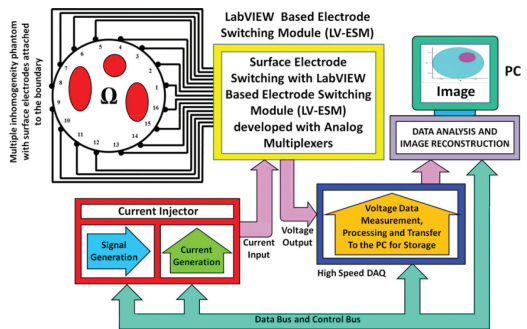 LabVIEW Based Electrode
Switching Module (LV-ESM)
Multiple inhomogeneity phantom
with surface electrodes attached
to the boundary
5
4
3
2
1
16
15
14
13
12
11
10
9
8
7
6
Ω
Surface Electrode
Switching with LabVIEW
Based Electrode Switching
Module (LV-ESM)
developed with Analog
Multiplexers
Image
PC
DATA ANALYSIS AND
IMAGE RECONSTRUCTION
Current Injector
Signal
Generation
Current
Generation
Current
Input
Voltage
Output
Voltage Data
Measurement,
Processing and Transfer
To the PC for Storage
High Speed DAQ
Data Bus and Control Bus